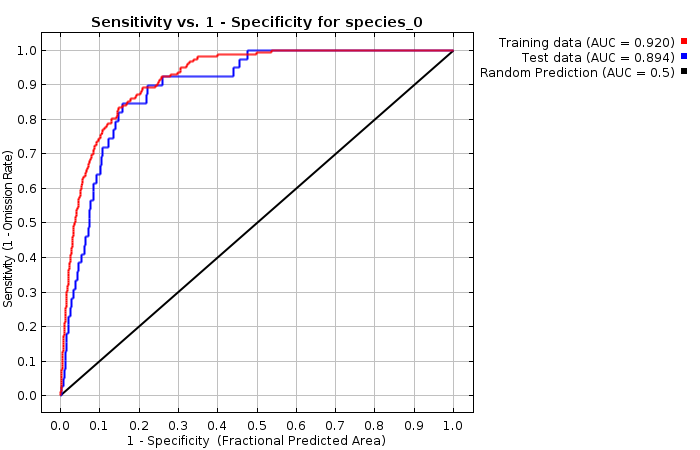 Sensitivity vs. 1 - Specificity for species_0
Training data (AUC = 0.920)
Test data (AUC = 0.894)
Random Prediction (AUC = 0.5)
Sensitivity (1 - Omission Rate)
1.0
0.9
0.8
0.7
0.6
0.5
0.4
0.3
0.2
0.1
0.0
0.0 0.1 0.2 0.3 0.4 0.5 0.6 0.7 0.8 0.9 1.0
1 - Specificity (Fractional Predicted Area)